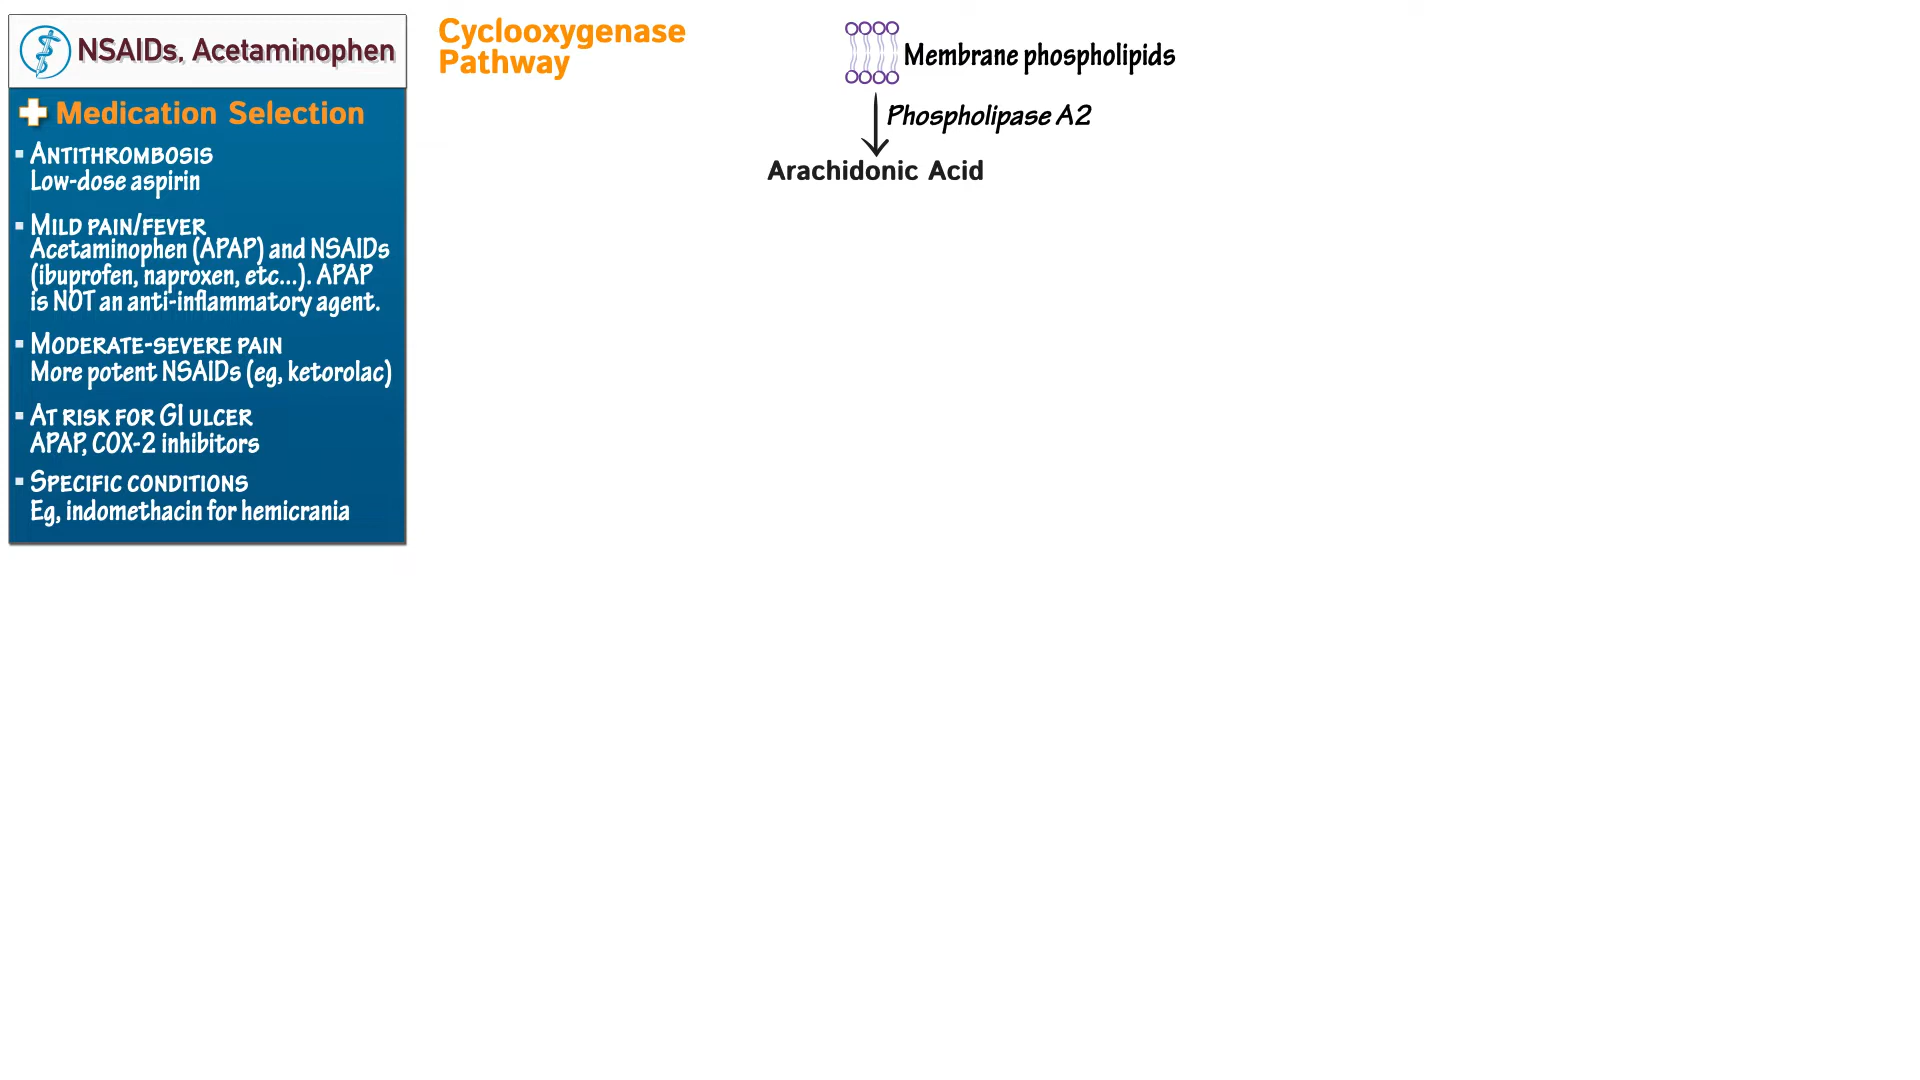 NSAIDs, Acetaminophen
Medication Selection
▪ Antithrombosis
Low-dose aspirin
▪ Mild pain/fever
Acetaminophen (APAP) and NSAIDs
(ibuprofen, naproxen, etc...). APAP
is NOT an anti-inflammatory agent.
▪ Moderate-severe pain
More potent NSAIDs (eg, ketorolac)
▪ At risk for GI ulcer
APAP, COX-2 inhibitors
▪ Specific conditions
Eg, indomethacin for hemicrania
Cyclooxygenase
Pathway
Membrane phospholipids
Phospholipase A2
Arachidonic Acid